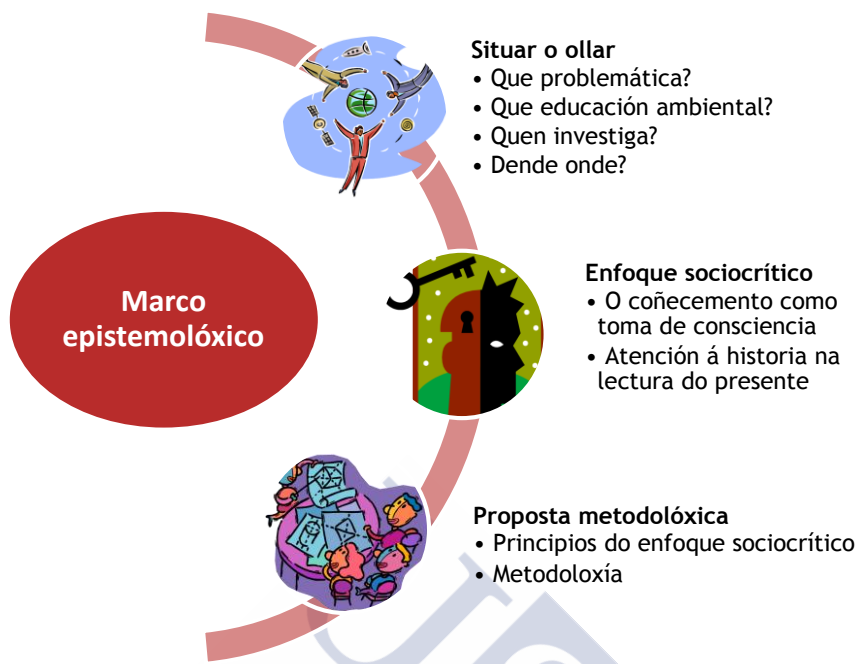 Situar o ollar
• Que problemática?
• Que educación ambiental?
• Quen investiga?
• Dende onde?
Marco
epistemolóxico
Enfoque sociocrítico
• O coñecemento como
toma de consciencia
• Atención á historia na
lectura do presente
Proposta metodolóxica
• Principios do enfoque sociocrítico
• Metodoloxía